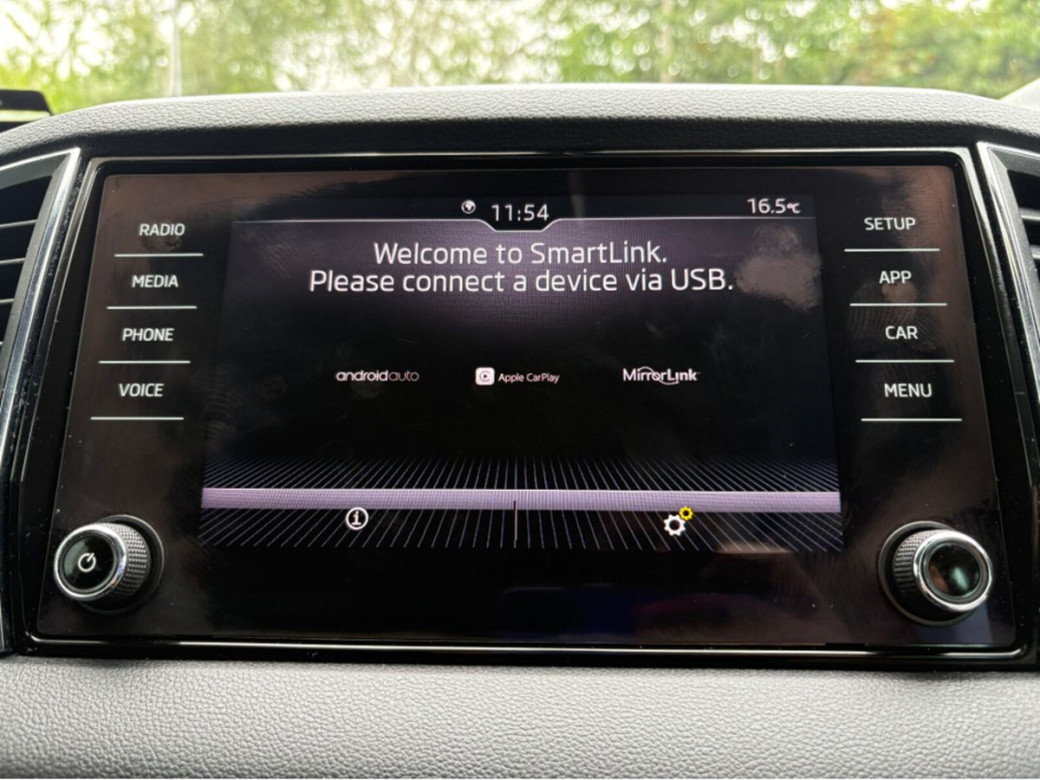 11:54
16.5°C
Welcome to SmartLink.
Please connect a device via USB.
androidauto
Apple CarPlay
MirrorLink
RADIO
MEDIA
PHONE
VOICE
SETUP
APP
CAR
MENU